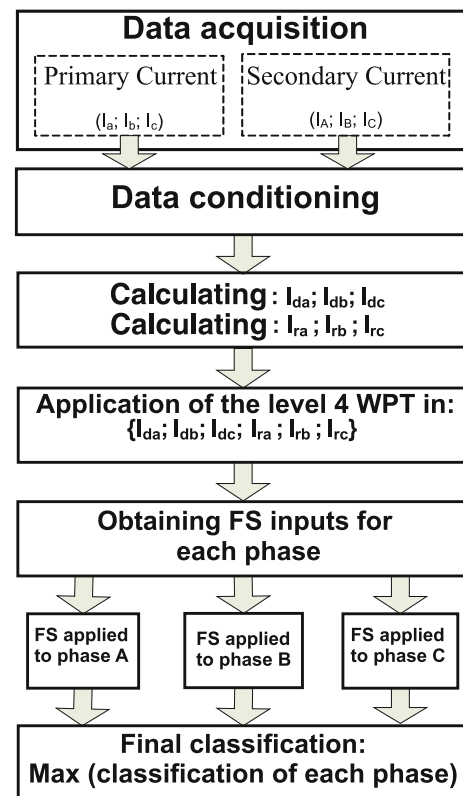 Data acquisition
Primary Current
Secondary Current
(Ia; Ib; Ic)
(IA; IB; IC)
Data conditioning
Calculating : Ida; Idb; Idc
Calculating : Ira ; Irb ; Irc
Application of the level 4 WPT in:
{Ida; Idb; Idc; Ira ; Irb ; Irc}
Obtaining FS inputs for
each phase
FS applied
to phase A
FS applied
to phase B
FS applied
to phase C
Final classification:
Max (classification of each phase)